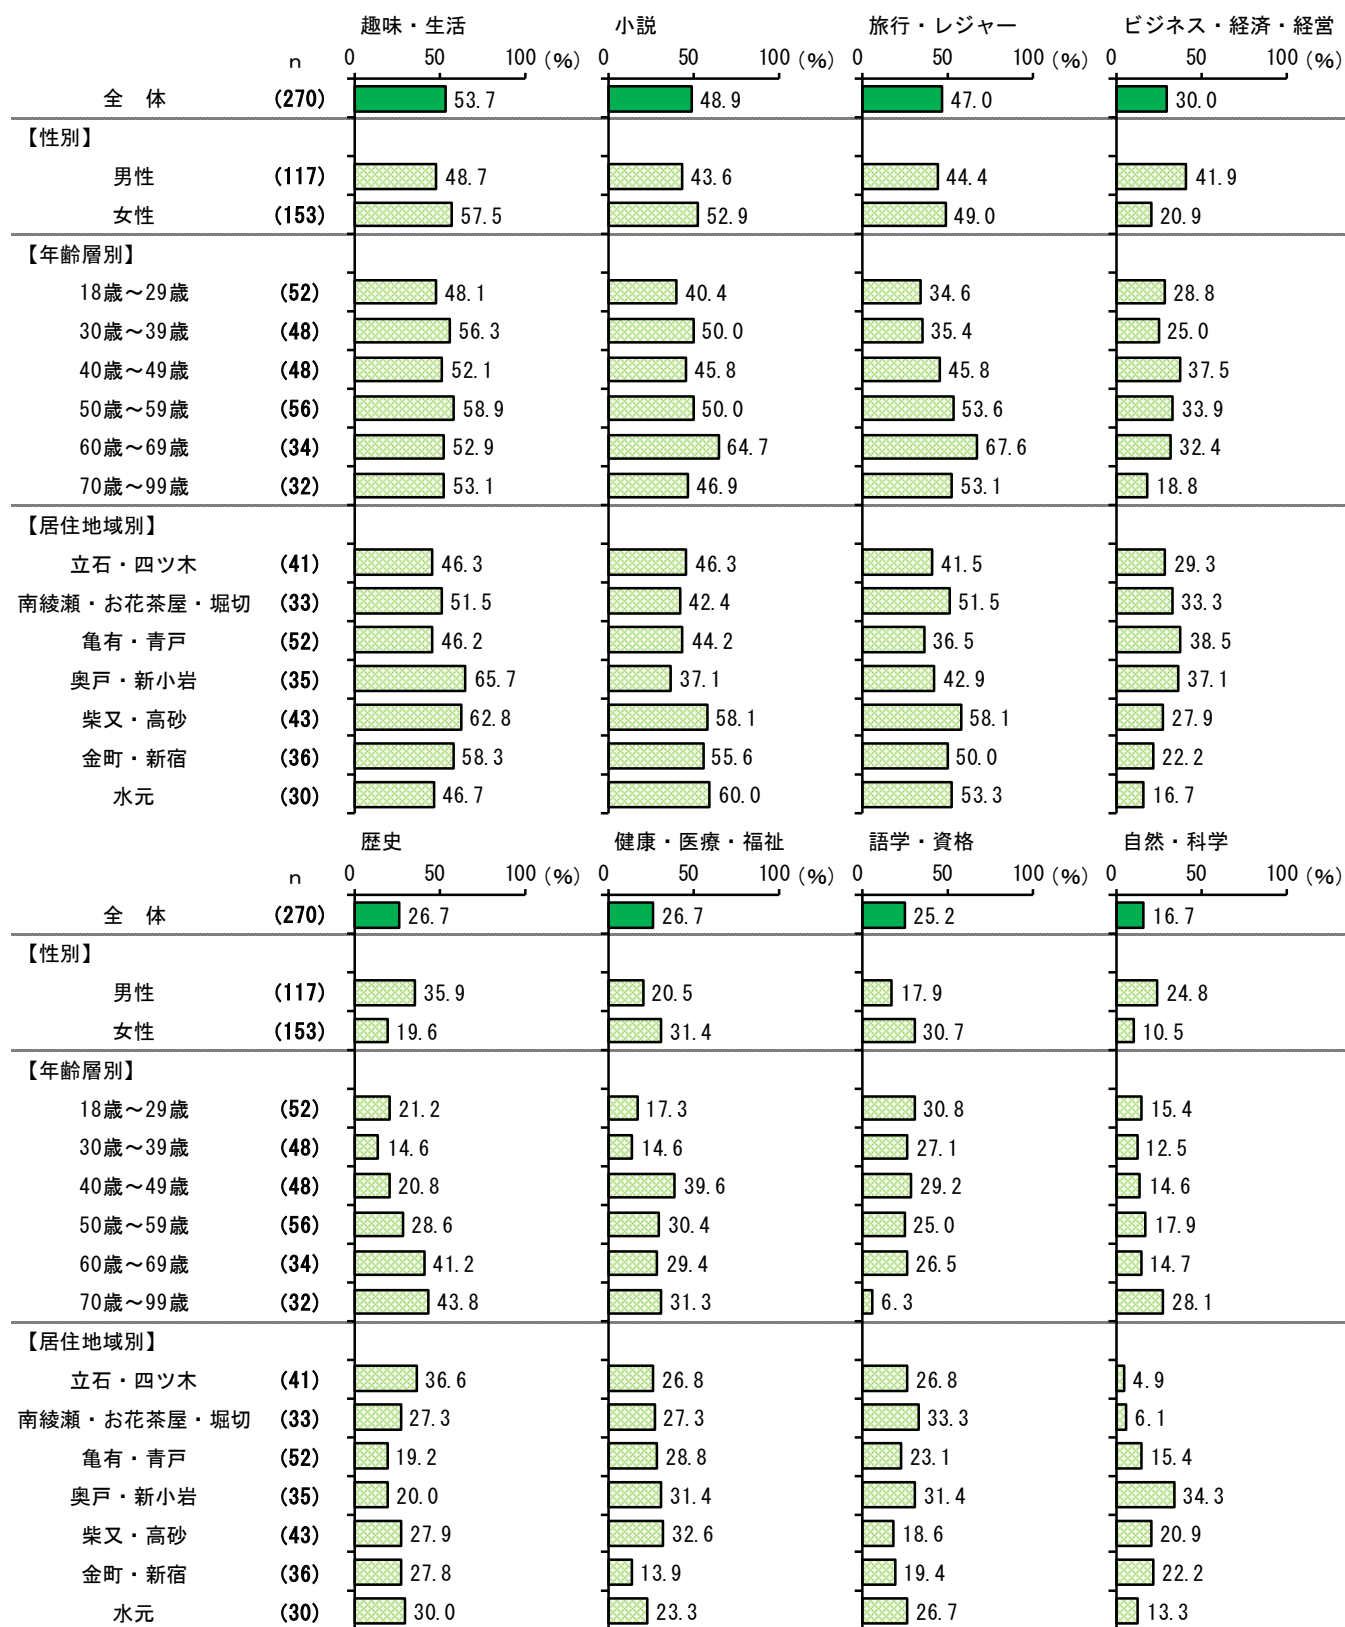 趣味・生活 小説 旅行・レジャー ビジネス・経済・経営
n 0 50 100 (%) 0 50 100 (%) 0 50 100 (%) 0 50 100 (%)
全 体 (270) 53.7 48.9 47.0 30.0
【性別】
男性 (117) 48.7 43.6 44.4 41.9
女性 (153) 57.5 52.9 49.0 20.9
【年齢層別】
18歳～29歳 (52) 48.1 40.4 34.6 28.8
30歳～39歳 (48) 56.3 50.0 35.4 25.0
40歳～49歳 (48) 52.1 45.8 45.8 37.5
50歳～59歳 (56) 58.9 50.0 53.6 33.9
60歳～69歳 (34) 52.9 64.7 67.6 32.4
70歳～99歳 (32) 53.1 46.9 53.1 18.8
【居住地域別】
立石・四ツ木 (41) 46.3 46.3 41.5 29.3
南綾瀬・お花茶屋・堀切 (33) 51.5 42.4 51.5 33.3
亀有・青戸 (52) 46.2 44.2 36.5 38.5
奥戸・新小岩 (35) 65.7 37.1 42.9 37.1
柴又・高砂 (43) 62.8 58.1 58.1 27.9
金町・新宿 (36) 58.3 55.6 50.0 22.2
水元 (30) 46.7 60.0 53.3 16.7
歴史 健康・医療・福祉 語学・資格 自然・科学
n 0 50 100 (%) 0 50 100 (%) 0 50 100 (%) 0 50 100 (%)
全 体 (270) 26.7 26.7 25.2 16.7
【性別】
男性 (117) 35.9 20.5 17.9 24.8
女性 (153) 19.6 31.4 30.7 10.5
【年齢層別】
18歳～29歳 (52) 21.2 17.3 30.8 15.4
30歳～39歳 (48) 14.6 14.6 27.1 12.5
40歳～49歳 (48) 20.8 39.6 29.2 14.6
50歳～59歳 (56) 28.6 30.4 25.0 17.9
60歳～69歳 (34) 41.2 29.4 26.5 14.7
70歳～99歳 (32) 43.8 31.3 6.3 28.1
【居住地域別】
立石・四ツ木 (41) 36.6 26.8 26.8 4.9
南綾瀬・お花茶屋・堀切 (33) 27.3 27.3 33.3 6.1
亀有・青戸 (52) 19.2 28.8 23.1 15.4
奥戸・新小岩 (35) 20.0 31.4 31.4 34.3
柴又・高砂 (43) 27.9 32.6 18.6 20.9
金町・新宿 (36) 27.8 13.9 19.4 22.2
水元 (30) 30.0 23.3 26.7 13.3